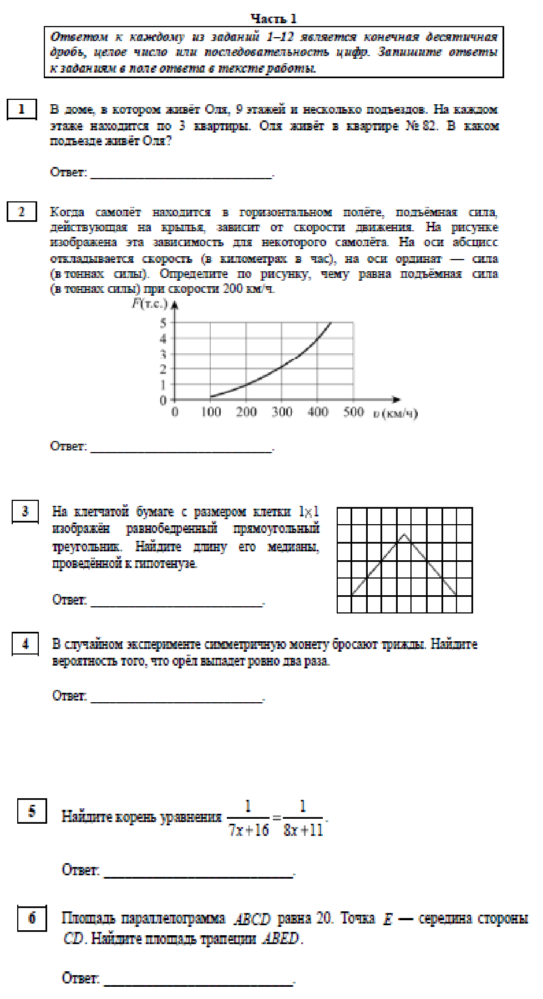 Часть 1
Ответом к каждому из заданий 1–12 является конечная десятичная
дробь, целое число или последовательность цифр. Запишите ответы
к заданиям в поле ответа в тексте работы.
1
В доме, в котором живёт Оля, 9 этажей и несколько подъездов. На каждом
этаже находится по 3 квартиры. Оля живёт в квартире № 82. В каком
подъезде живёт Оля?
Ответ: ___________________________.
2
Когда самолёт находится в горизонтальном полёте, подъёмная сила,
действующая на крылья, зависит от скорости движения. На рисунке
изображена эта зависимость для некоторого самолёта. На оси абсцисс
откладывается скорость (в километрах в час), на оси ординат — сила
(в тоннах силы). Определите по рисунку, чему равна подъёмная сила
(в тоннах силы) при скорости 200 км/ч.
F(т.с.)
5
4
3
2
1
0
0 100 200 300 400 500 v (км/ч)
Ответ: ___________________________.
3
На клетчатой бумаге с размером клетки 1×1
изображён равнобедренный прямоугольный
треугольник. Найдите длину его медианы,
проведённой к гипотенузе.
Ответ: ___________________________.
4
В случайном эксперименте симметричную монету бросают трижды. Найдите
вероятность того, что орёл выпадет ровно два раза.
Ответ: ___________________________.
5
Найдите корень уравнения 1/(7x+16) = 1/(8x+11).
Ответ: ___________________________.
6
Площадь параллелограмма ABCD равна 20. Точка E — середина стороны
CD. Найдите площадь трапеции ABED.
Ответ: ___________________________.